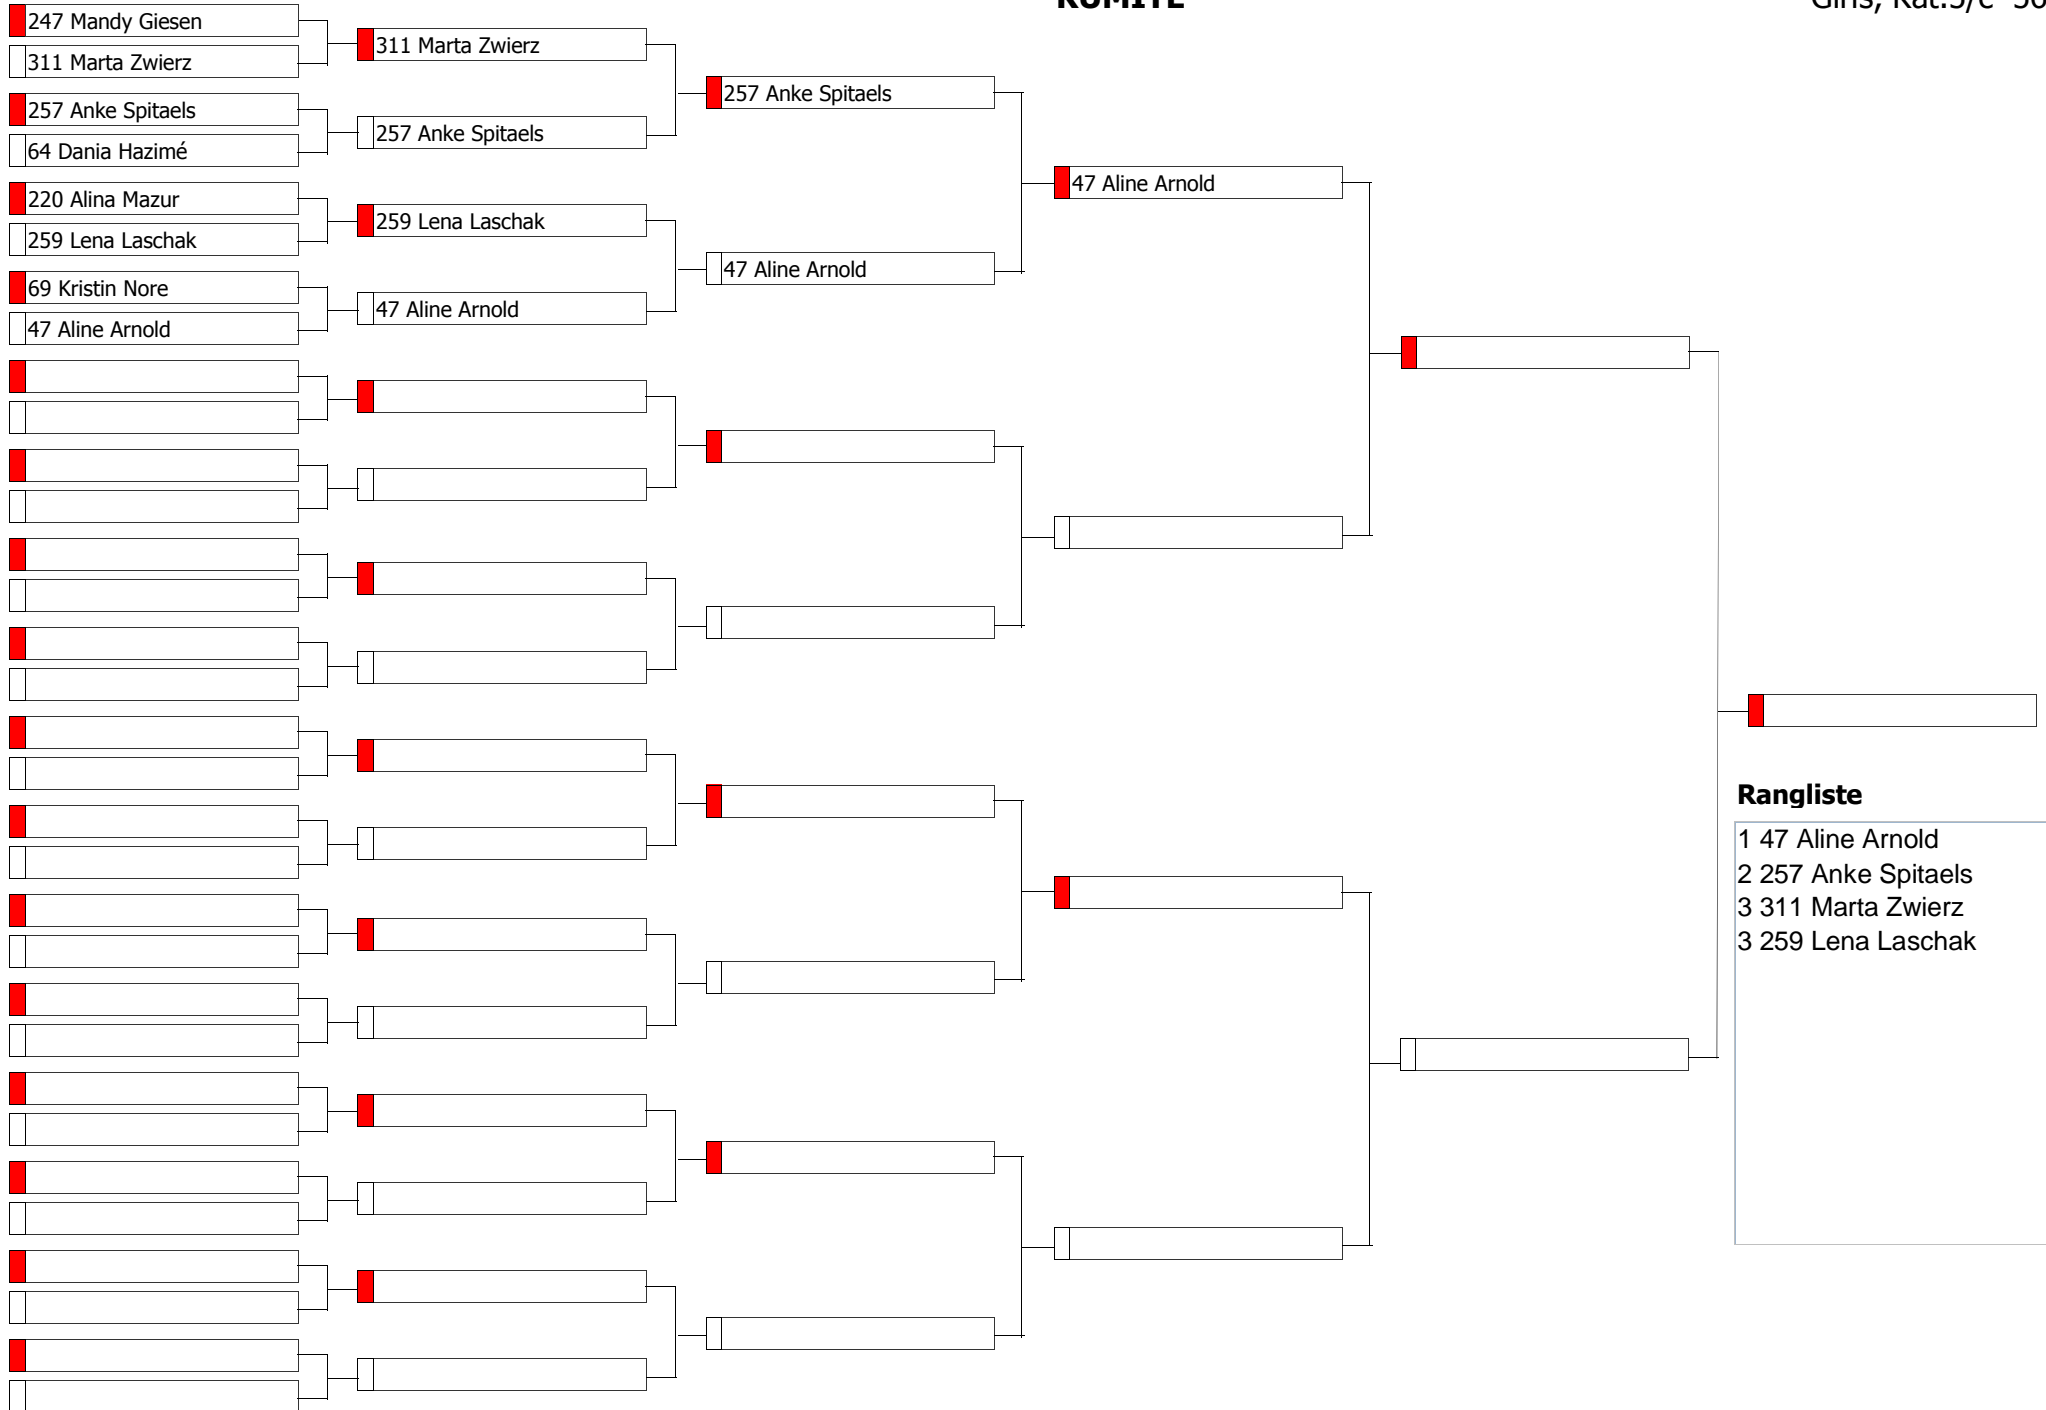 KUMITE
247 Mandy Giesen
311 Marta Zwierz
257 Anke Spitaels
64 Dania Hazimé
220 Alina Mazur
259 Lena Laschak
69 Kristin Nore
47 Aline Arnold
311 Marta Zwierz
257 Anke Spitaels
259 Lena Laschak
47 Aline Arnold
257 Anke Spitaels
47 Aline Arnold
47 Aline Arnold
Rangliste
1 47 Aline Arnold
2 257 Anke Spitaels
3 311 Marta Zwierz
3 259 Lena Laschak